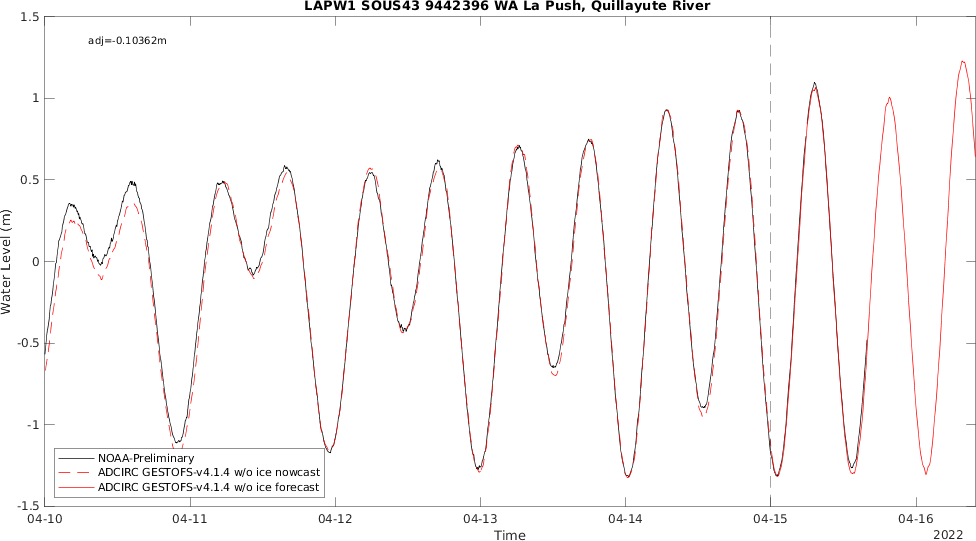 LAPW1 SOUS43 9442396 WA La Push, Quillayute River
adj=-0.10362m
1.5
1
0.5
0
-0.5
-1
-1.5
Water Level (m)
NOAA-Preliminary
ADCIRC GESTOFS-v4.1.4 w/o ice nowcast
ADCIRC GESTOFS-v4.1.4 w/o ice forecast
04-10 04-11 04-12 04-13 04-14 04-15 04-16
Time
2022